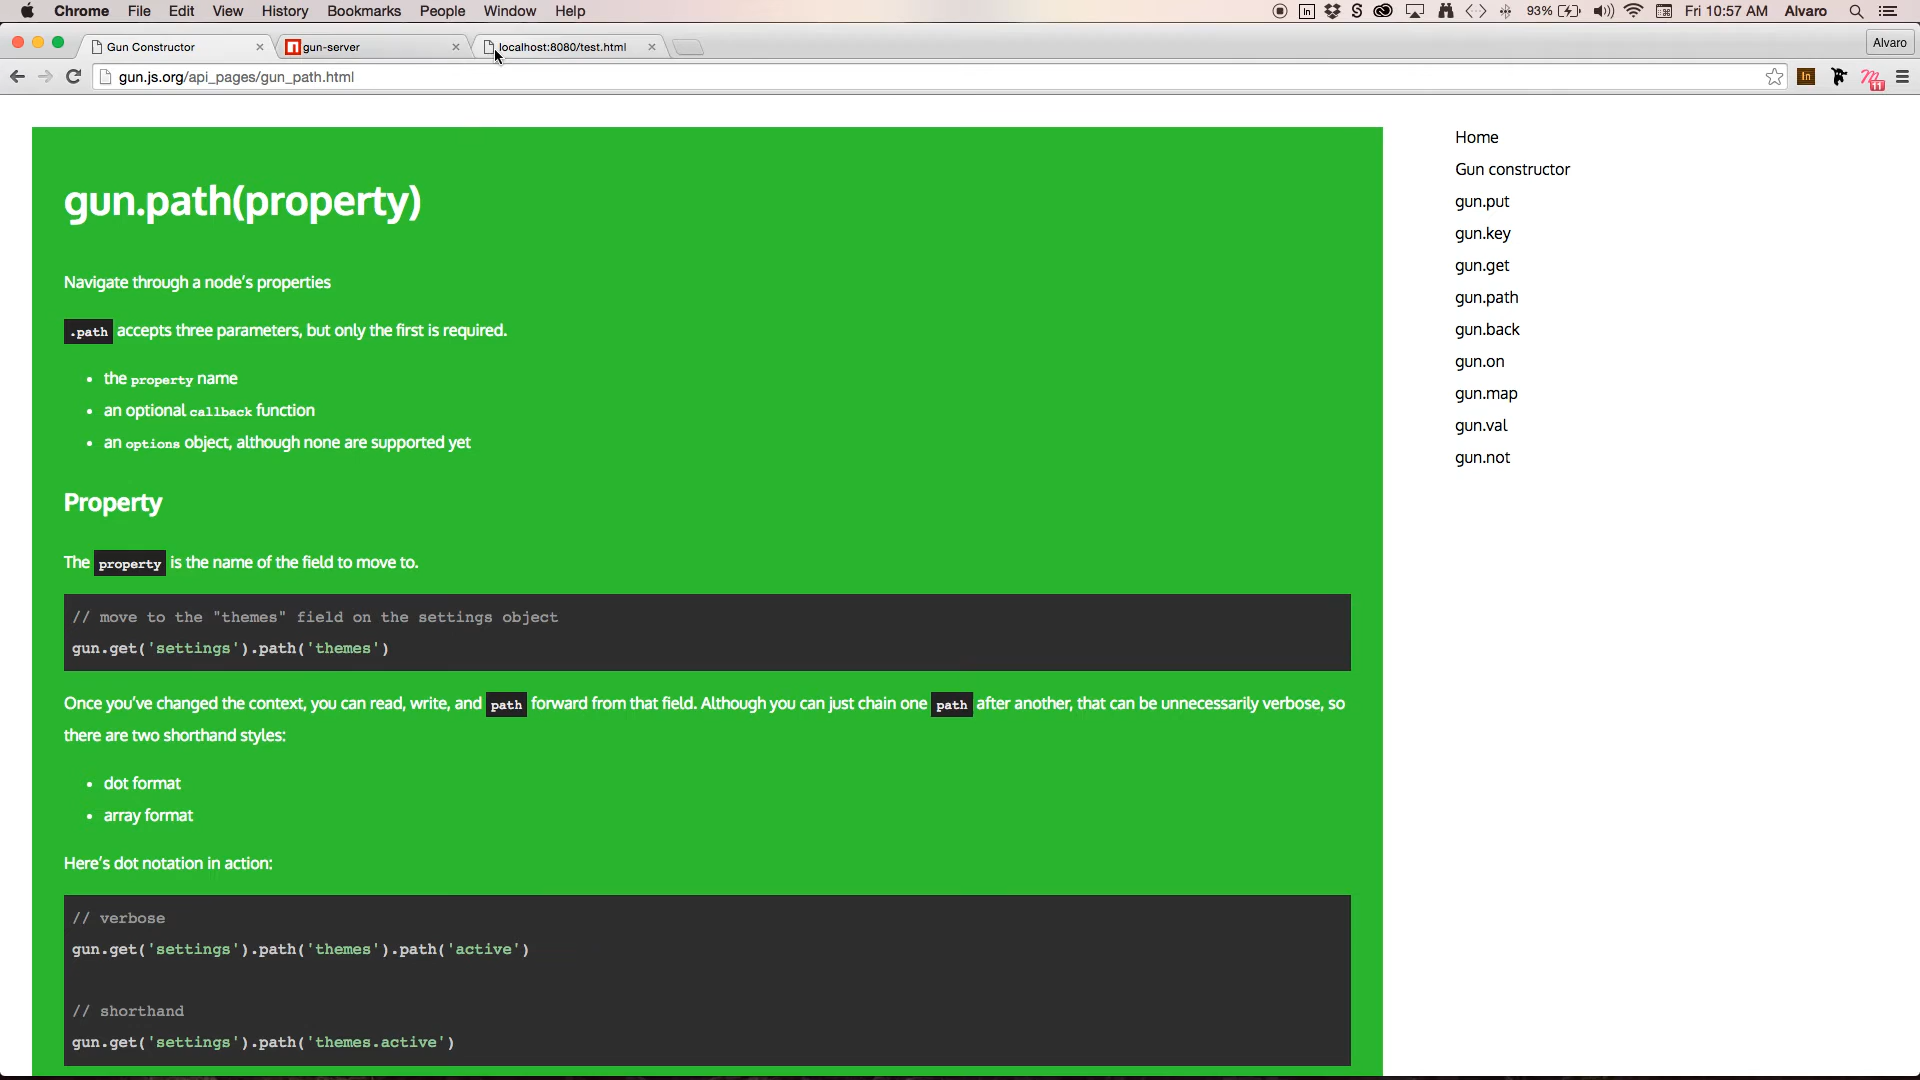 Chrome File Edit View History Bookmarks People Window Help 93% Fri 10:57 AM Alvaro
Gun Constructor gun-server localhost:8080/test.html Alvaro
gun.js.org/api_pages/gun_path.html In 11
gun.path(property)
Navigate through a node's properties
.path accepts three parameters, but only the first is required.
• the property name
• an optional callback function
• an options object, although none are supported yet
Property
The property is the name of the field to move to.
// move to the "themes" field on the settings object
gun.get('settings').path('themes')
Once you've changed the context, you can read, write, and path forward from that field. Although you can just chain one path after another, that can be unnecessarily verbose, so
there are two shorthand styles:
• dot format
• array format
Here's dot notation in action:
// verbose
gun.get('settings').path('themes').path('active')
// shorthand
gun.get('settings').path('themes.active')
Home
Gun constructor
gun.put
gun.key
gun.get
gun.path
gun.back
gun.on
gun.map
gun.val
gun.not